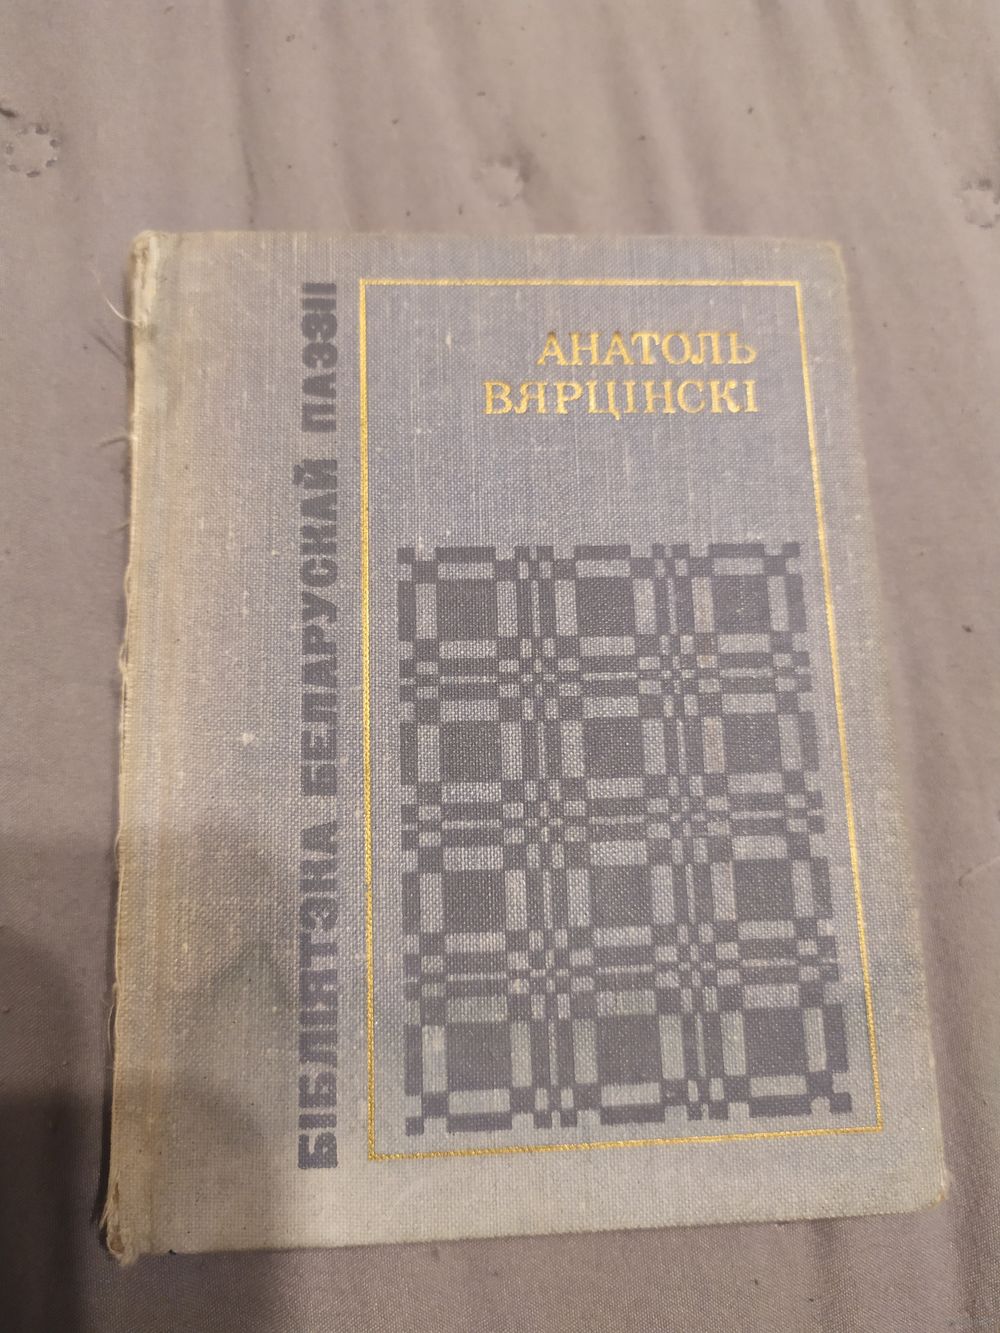 АНАТОЛЬ
ВЯРЦІНСКІ
БІБЛІЯТЭКА БЕЛАРУСКАЙ ПАЭЗІІ